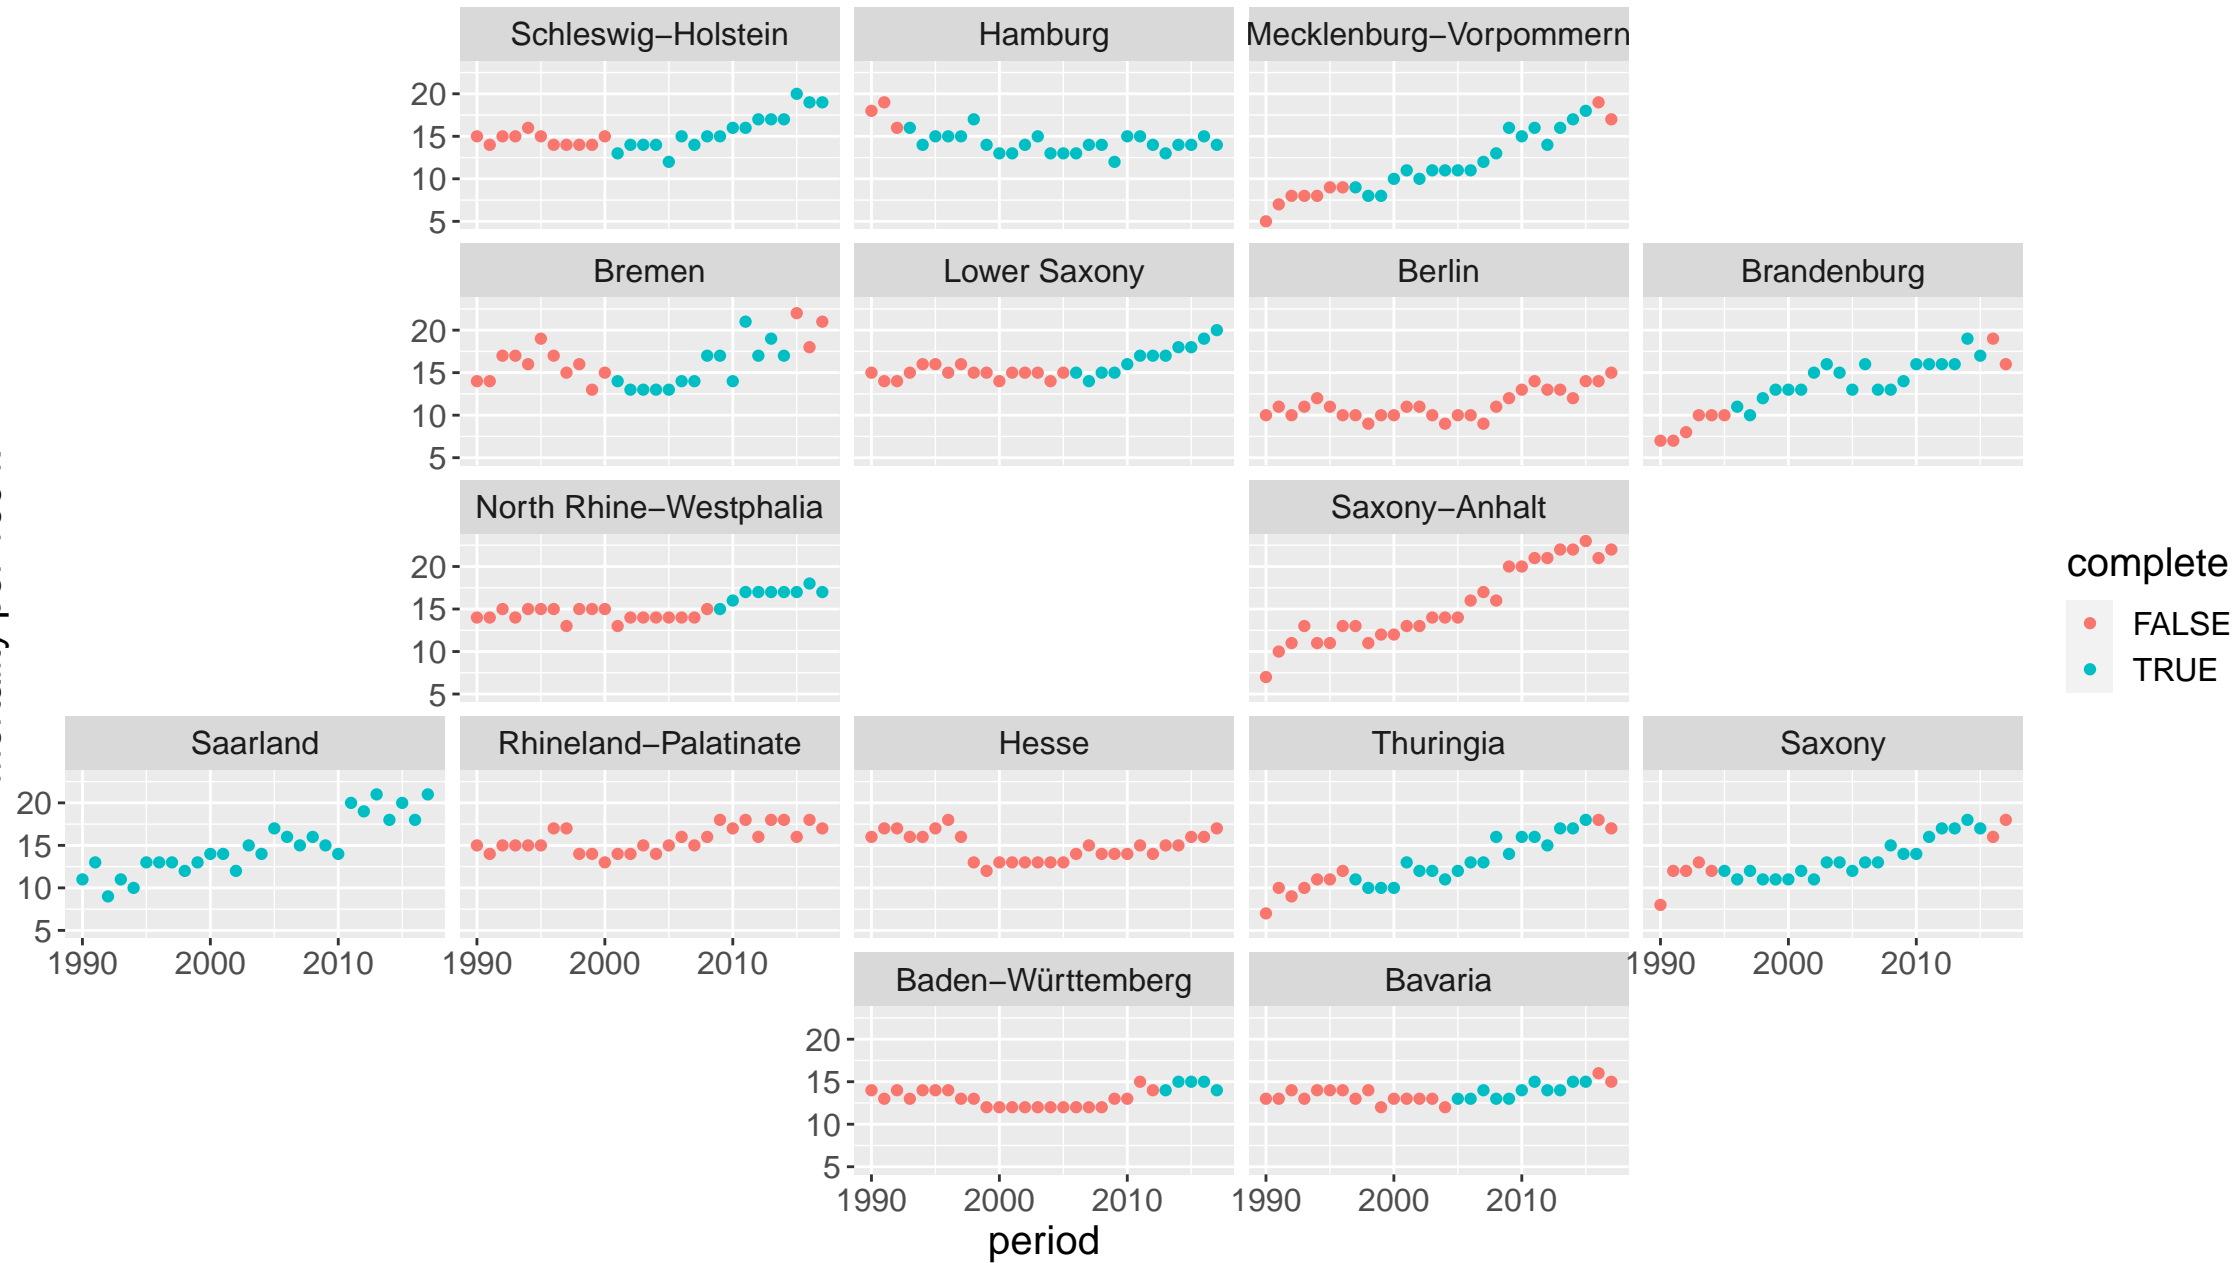 Schleswig–Holstein Hamburg Mecklenburg–Vorpommern
20
15
10
5
Bremen Lower Saxony Berlin Brandenburg
20
15
10
5
North Rhine–Westphalia Saxony–Anhalt
20
15
10
5
complete
FALSE
TRUE
Saarland Rhineland–Palatinate Hesse Thuringia Saxony
20
15
10
5
1990 2000 2010 1990 2000 2010 1990 2000 2010
Baden–Württemberg Bavaria
20
15
10
5
1990 2000 2010 1990 2000 2010
period